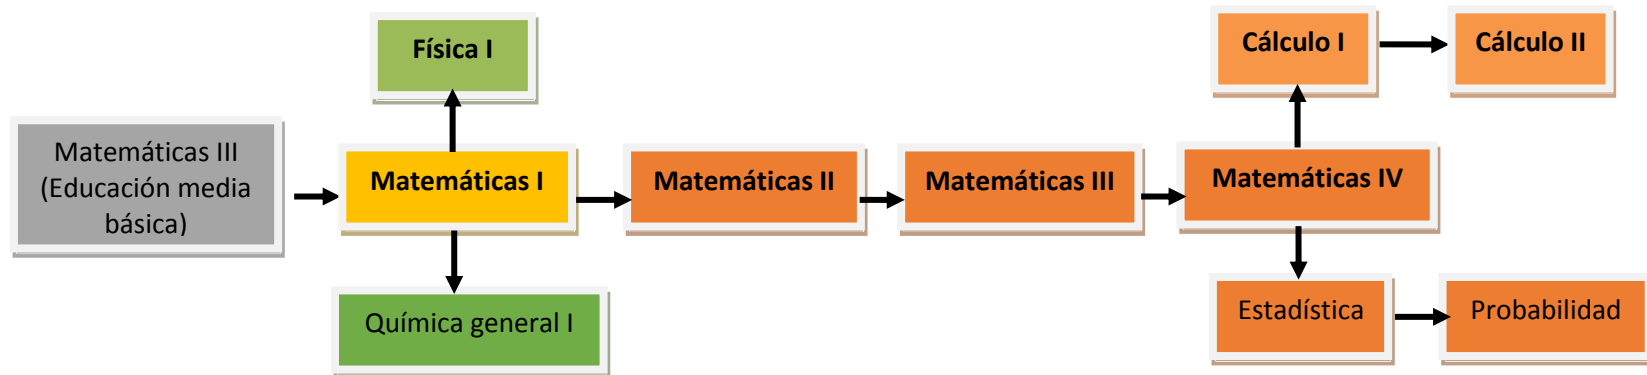 Física I
Cálculo I
Cálculo II
Matemáticas III
(Educación media
básica)
Matemáticas I
Matemáticas II
Matemáticas III
Matemáticas IV
Química general I
Estadística
Probabilidad